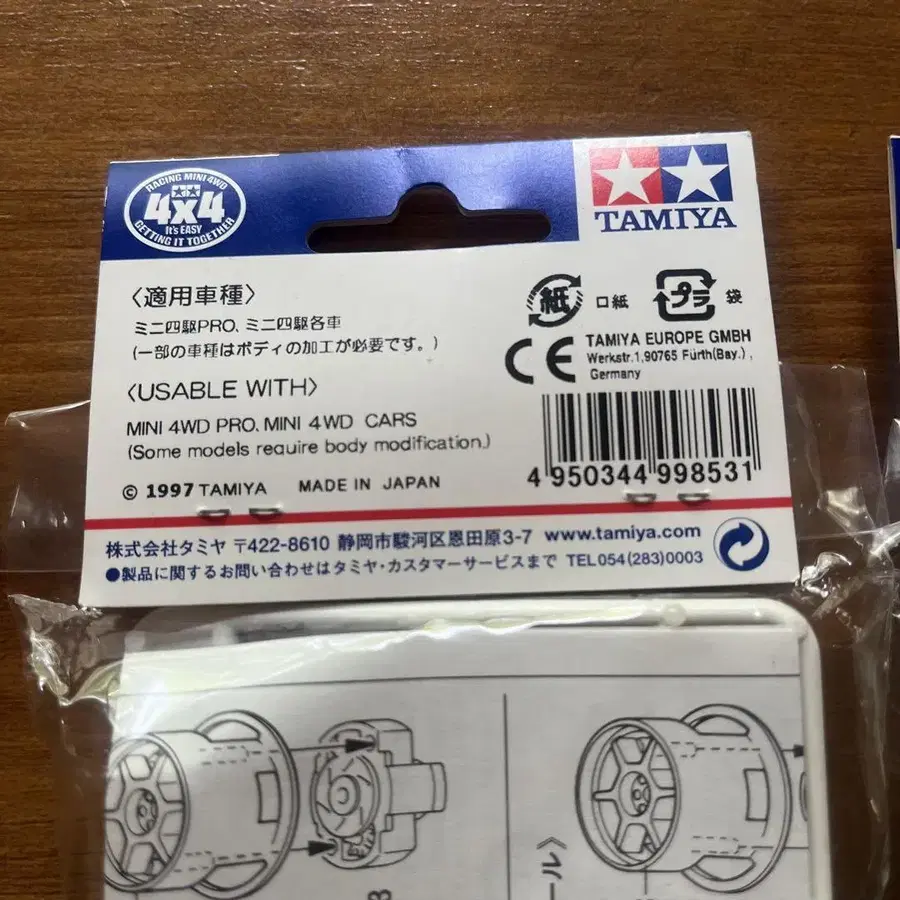 RACING MINI 4WD
4x4
It's EASY
GETTING IT TOGETHER
TAMIYA
〈適用車種〉
ミニ四駆PRO、ミニ四駆各車
(一部の車種はボディの加工が必要です。)
〈USABLE WITH〉
MINI 4WD PRO, MINI 4WD CARS
(Some models require body modification.)
© 1997 TAMIYA MADE IN JAPAN
紙 口紙 プラ 袋
CE TAMIYA EUROPE GMBH
Werkstr.1,90765 Fürth(Bay).,
Germany
4 950344 998531
株式会社タミヤ 〒422-8610 静岡市駿河区恩田原3-7 www.tamiya.com
●製品に関するお問い合わせはタミヤ・カスタマーサービスまで TEL054(283)0003